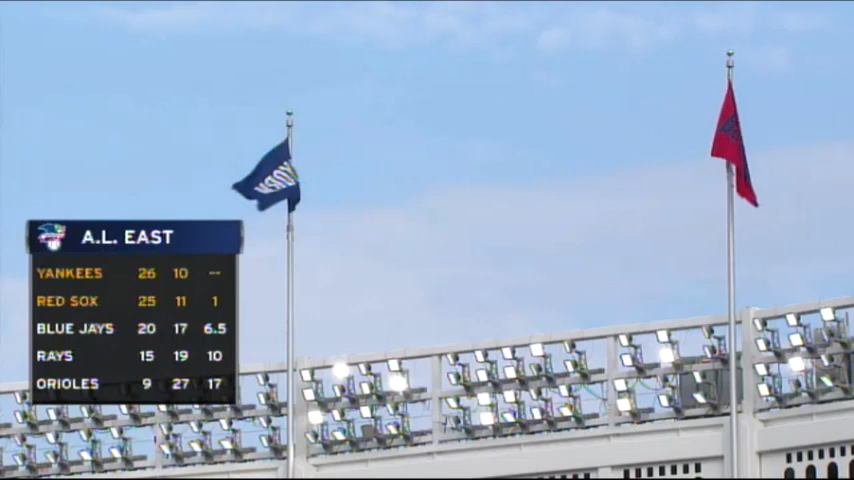 YORK
A.L. EAST
YANKEES 26 10 --
RED SOX 25 11 1
BLUE JAYS 20 17 6.5
RAYS 15 19 10
ORIOLES 9 27 17